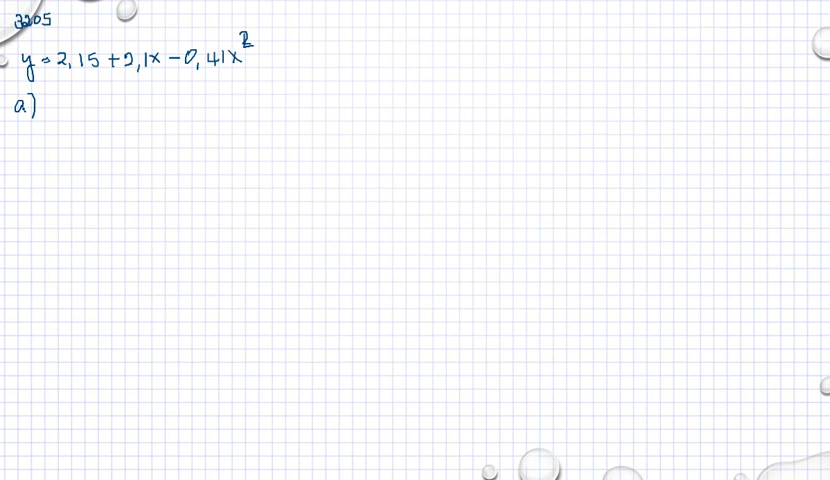 2205
y = 2,15 + 2,1x - 0,41x²
a)